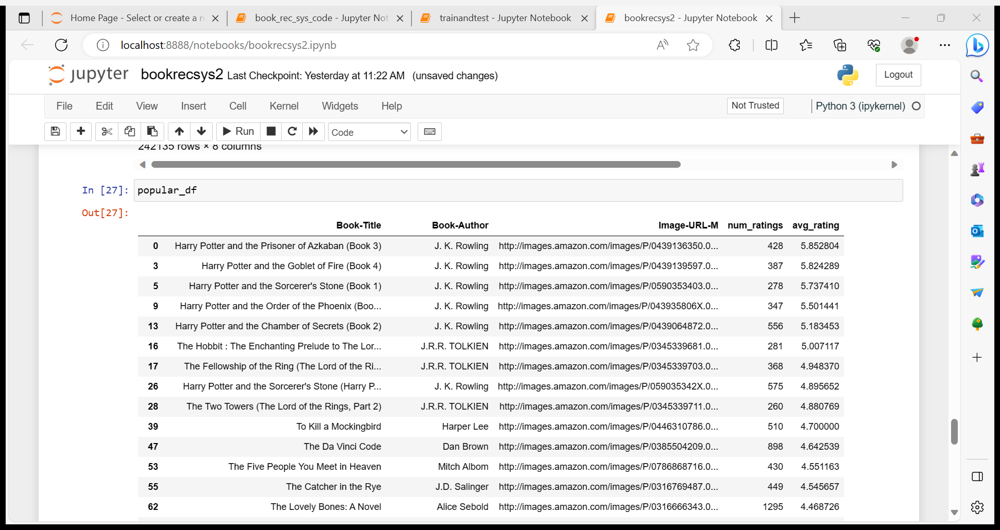 Home Page - Select or create a n
book_rec_sys_code - Jupyter Not
trainandtest - Jupyter Notebook
bookrecsys2 - Jupyter Notebook
localhost:8888/notebooks/bookrecsys2.ipynb
jupyter bookrecsys2 Last Checkpoint: Yesterday at 11:22 AM (unsaved changes)
Logout
File Edit View Insert Cell Kernel Widgets Help
Not Trusted
Python 3 (ipykernel)
Run
Code
242135 rows × 8 columns
In [27]: popular_df
Out[27]:
Book-Title Book-Author Image-URL-M num_ratings avg_rating
0 Harry Potter and the Prisoner of Azkaban (Book 3) J. K. Rowling http://images.amazon.com/images/P/0439136350.0... 428 5.852804
3 Harry Potter and the Goblet of Fire (Book 4) J. K. Rowling http://images.amazon.com/images/P/0439139597.0... 387 5.824289
5 Harry Potter and the Sorcerer's Stone (Book 1) J. K. Rowling http://images.amazon.com/images/P/0590353403.0... 278 5.737410
9 Harry Potter and the Order of the Phoenix (Boo... J. K. Rowling http://images.amazon.com/images/P/043935806X.0... 347 5.501441
13 Harry Potter and the Chamber of Secrets (Book 2) J. K. Rowling http://images.amazon.com/images/P/0439064872.0... 556 5.183453
16 The Hobbit : The Enchanting Prelude to The Lor... J.R.R. TOLKIEN http://images.amazon.com/images/P/0345339681.0... 281 5.007117
17 The Fellowship of the Ring (The Lord of the Ri... J.R.R. TOLKIEN http://images.amazon.com/images/P/0345339703.0... 368 4.948370
26 Harry Potter and the Sorcerer's Stone (Harry P... J. K. Rowling http://images.amazon.com/images/P/059035342X.0... 575 4.895652
28 The Two Towers (The Lord of the Rings, Part 2) J.R.R. TOLKIEN http://images.amazon.com/images/P/0345339711.0... 260 4.880769
39 To Kill a Mockingbird Harper Lee http://images.amazon.com/images/P/0446310786.0... 510 4.700000
47 The Da Vinci Code Dan Brown http://images.amazon.com/images/P/0385504209.0... 898 4.642539
53 The Five People You Meet in Heaven Mitch Albom http://images.amazon.com/images/P/0786868716.0... 430 4.551163
55 The Catcher in the Rye J.D. Salinger http://images.amazon.com/images/P/0316769487.0... 449 4.545657
62 The Lovely Bones: A Novel Alice Sebold http://images.amazon.com/images/P/0316666343.0... 1295 4.468726